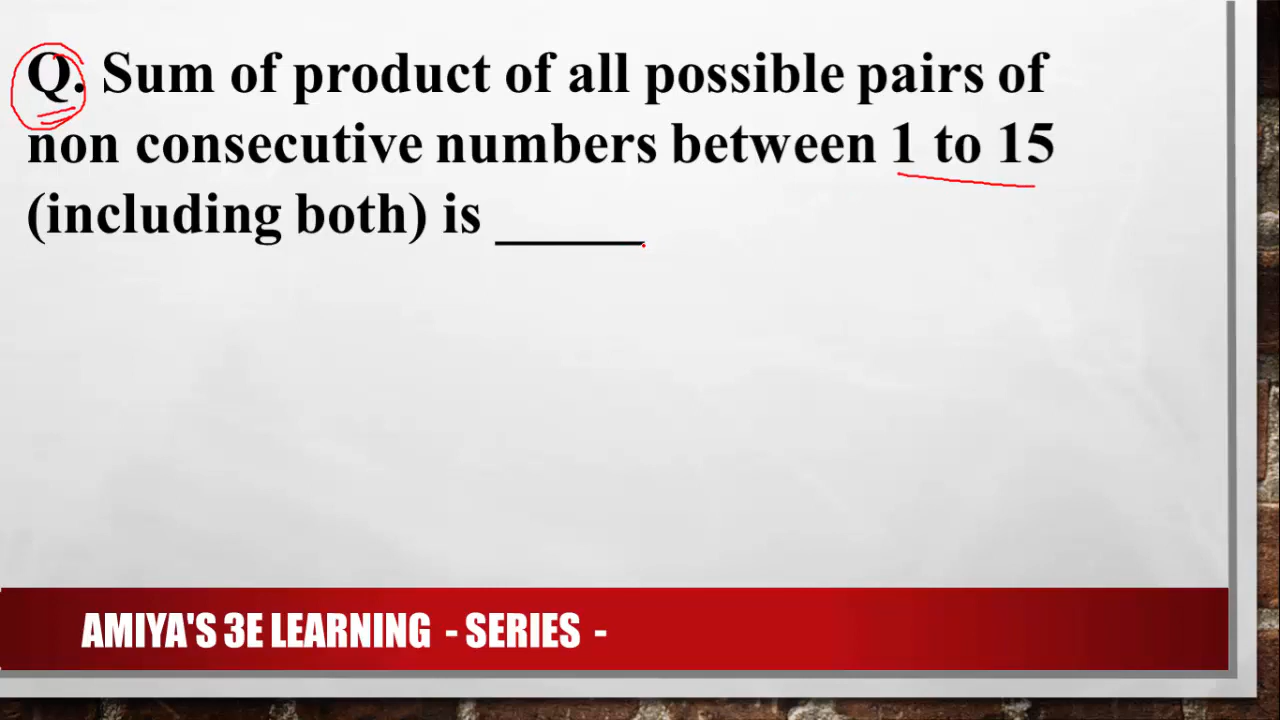 Q. Sum of product of all possible pairs of
non consecutive numbers between 1 to 15
(including both) is _____
AMIYA'S 3E LEARNING - SERIES -